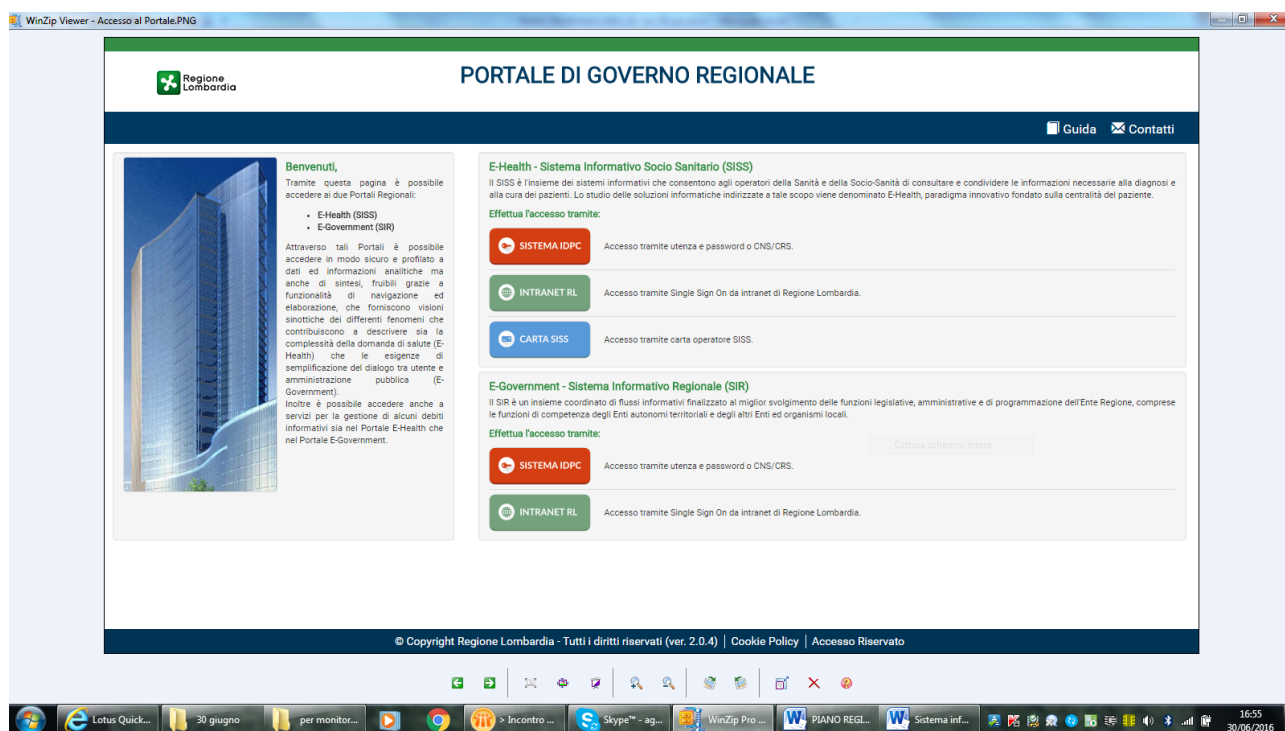 WinZip Viewer - Accesso al Portale.PNG
Regione
Lombardia
PORTALE DI GOVERNO REGIONALE
Guida
Contatti
Benvenuti,
Tramite questa pagina è possibile
accedere ai due Portali Regionali:
• E-Health (SISS)
• E-Government (SIR)
Attraverso tali Portali è possibile
accedere in modo sicuro e profilato a
dati ed informazioni analitiche ma
anche di sintesi, fruibili grazie a
funzionalità di navigazione ed
elaborazione, che forniscono visioni
sinottiche dei differenti fenomeni che
contribuiscono a descrivere sia la
complessità della domanda di salute (E-
Health) che le esigenze di
semplificazione del dialogo tra utente e
amministrazione pubblica (E-
Government).
Inoltre è possibile accedere anche a
servizi per la gestione di alcuni debiti
informativi sia nel Portale E-Health che
nel Portale E-Government.
E-Health - Sistema Informativo Socio Sanitario (SISS)
Il SISS è l'insieme dei sistemi informativi che consentono agli operatori della Sanità e della Socio-Sanità di consultare e condividere le informazioni necessarie alla diagnosi e
alla cura dei pazienti. Lo studio delle soluzioni informatiche indirizzate a tale scopo viene denominato E-Health, paradigma innovativo fondato sulla centralità del paziente.
Effettua l'accesso tramite:
SISTEMA IDPC
Accesso tramite utenza e password o CNS/CRS.
INTRANET RL
Accesso tramite Single Sign On da intranet di Regione Lombardia.
CARTA SISS
Accesso tramite carta operatore SISS.
E-Government - Sistema Informativo Regionale (SIR)
Il SIR è un insieme coordinato di flussi informativi finalizzato al miglior svolgimento delle funzioni legislative, amministrative e di programmazione dell'Ente Regione, comprese
le funzioni di competenza degli Enti autonomi territoriali e degli altri Enti ed organismi locali.
Effettua l'accesso tramite:
Cattura schermo intero
SISTEMA IDPC
Accesso tramite utenza e password o CNS/CRS.
INTRANET RL
Accesso tramite Single Sign On da intranet di Regione Lombardia.
© Copyright Regione Lombardia - Tutti i diritti riservati (ver. 2.0.4) | Cookie Policy | Accesso Riservato
Lotus Quick...
30 giugno
per monitor...
> Incontro ...
Skype™ - ag...
WinZip Pro ...
PIANO REGI...
Sistema inf...
16:55
30/06/2016